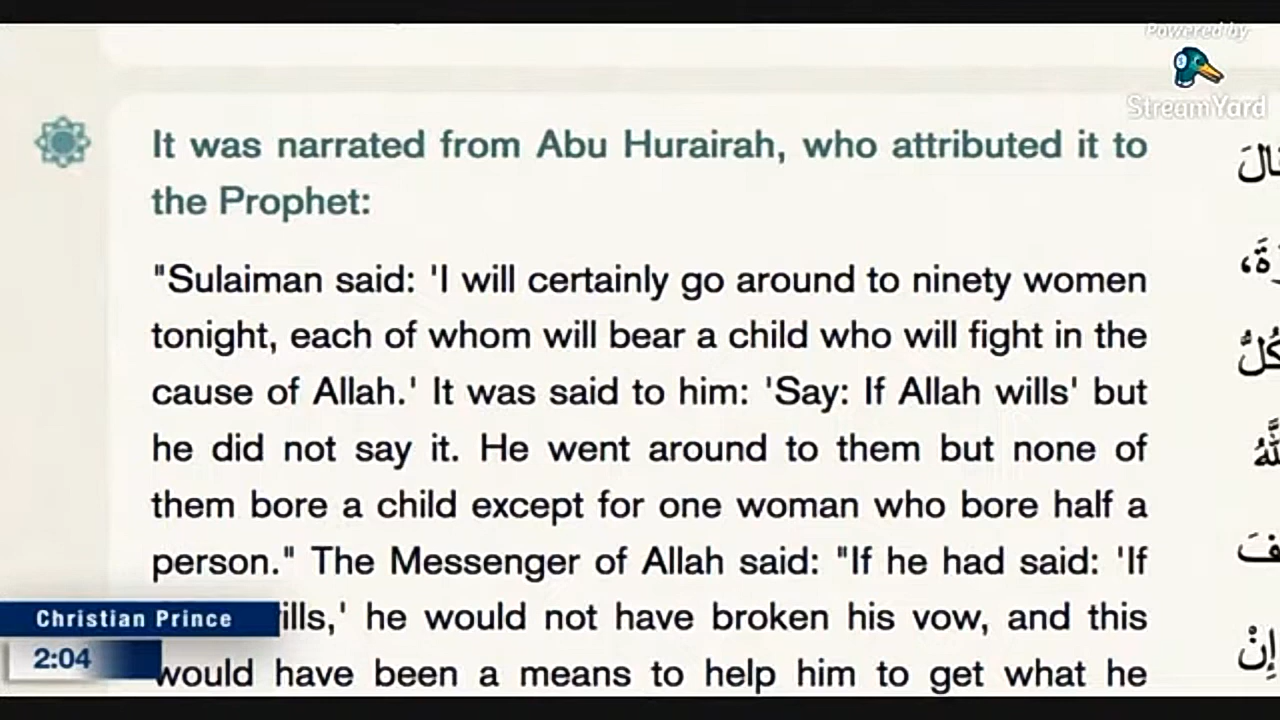 Powered by
StreamYard
It was narrated from Abu Hurairah, who attributed it to
the Prophet:
"Sulaiman said: 'I will certainly go around to ninety women
tonight, each of whom will bear a child who will fight in the
cause of Allah.' It was said to him: 'Say: If Allah wills' but
he did not say it. He went around to them but none of
them bore a child except for one woman who bore half a
person." The Messenger of Allah said: "If he had said: 'If
ills,' he would not have broken his vow, and this
would have been a means to help him to get what he
Christian Prince
2:04
كُلُّ
إِنْ